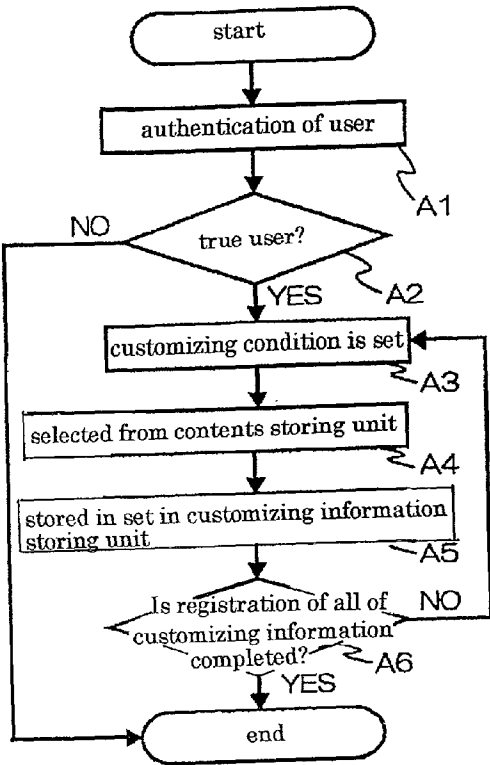 start
authentication of user
A1
NO
true user?
A2
YES
customizing condition is set
A3
selected from contents storing unit
A4
stored in set in customizing information
storing unit
A5
Is registration of all of
customizing information
completed?
NO
A6
YES
end